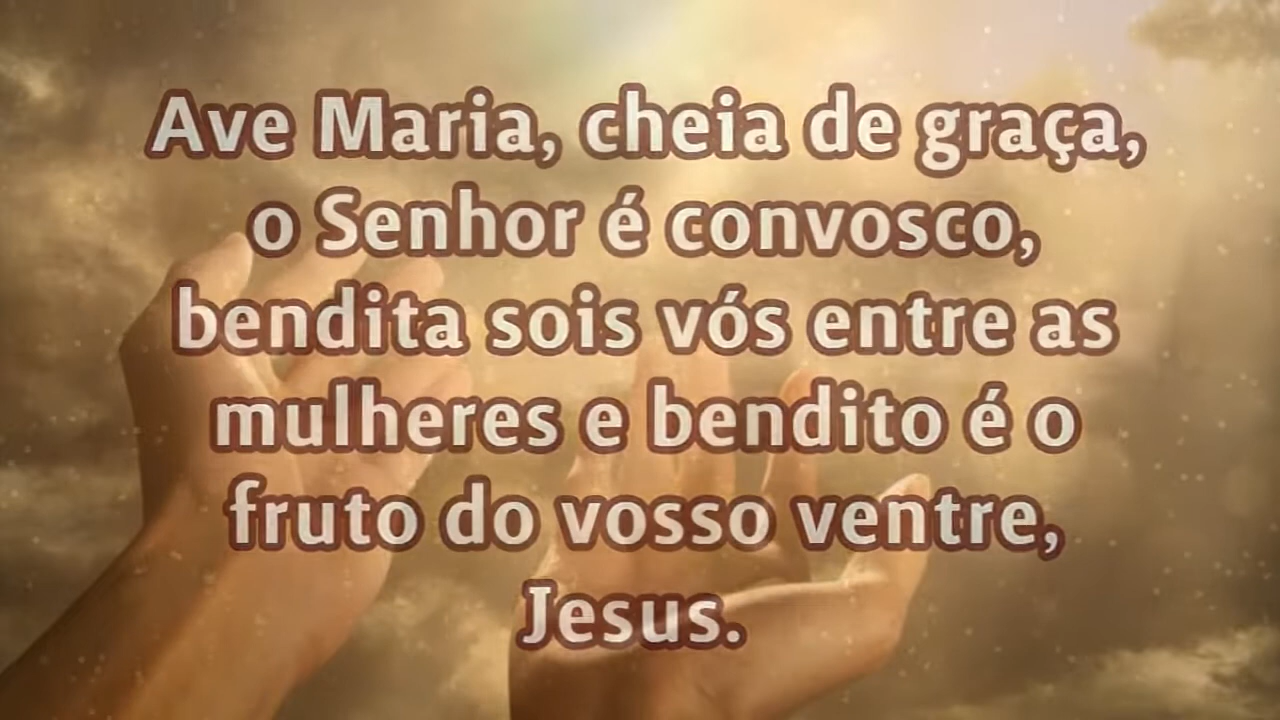 Ave Maria, cheia de graça,
o Senhor é convosco,
bendita sois vós entre as
mulheres e bendito é o
fruto do vosso ventre,
Jesus.